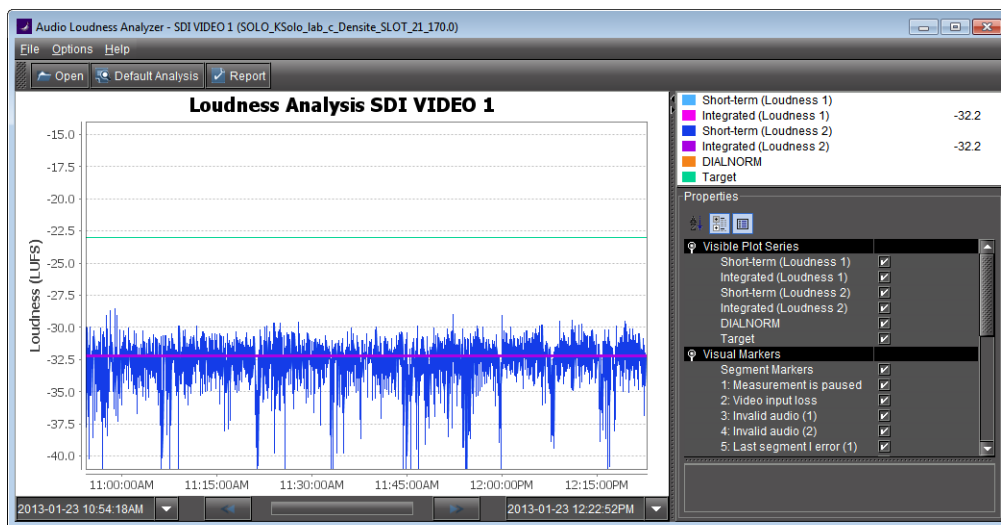 Audio Loudness Analyzer - SDI VIDEO 1 (SOLO_KSolo_lab_c_Densite_SLOT_21_170.0)
File Options Help
Open Default Analysis Report
Loudness Analysis SDI VIDEO 1
Loudness (LUFS)
-15.0
-17.5
-20.0
-22.5
-25.0
-27.5
-30.0
-32.5
-35.0
-37.5
-40.0
11:00:00AM 11:15:00AM 11:30:00AM 11:45:00AM 12:00:00PM 12:15:00PM
2013-01-23 10:54:18AM 2013-01-23 12:22:52PM
Short-term (Loudness 1)
Integrated (Loudness 1) -32.2
Short-term (Loudness 2)
Integrated (Loudness 2) -32.2
DIALNORM
Target
Properties
Visible Plot Series
Short-term (Loudness 1)
Integrated (Loudness 1)
Short-term (Loudness 2)
Integrated (Loudness 2)
DIALNORM
Target
Visual Markers
Segment Markers
1: Measurement is paused
2: Video input loss
3: Invalid audio (1)
4: Invalid audio (2)
5: Last segment I error (1)